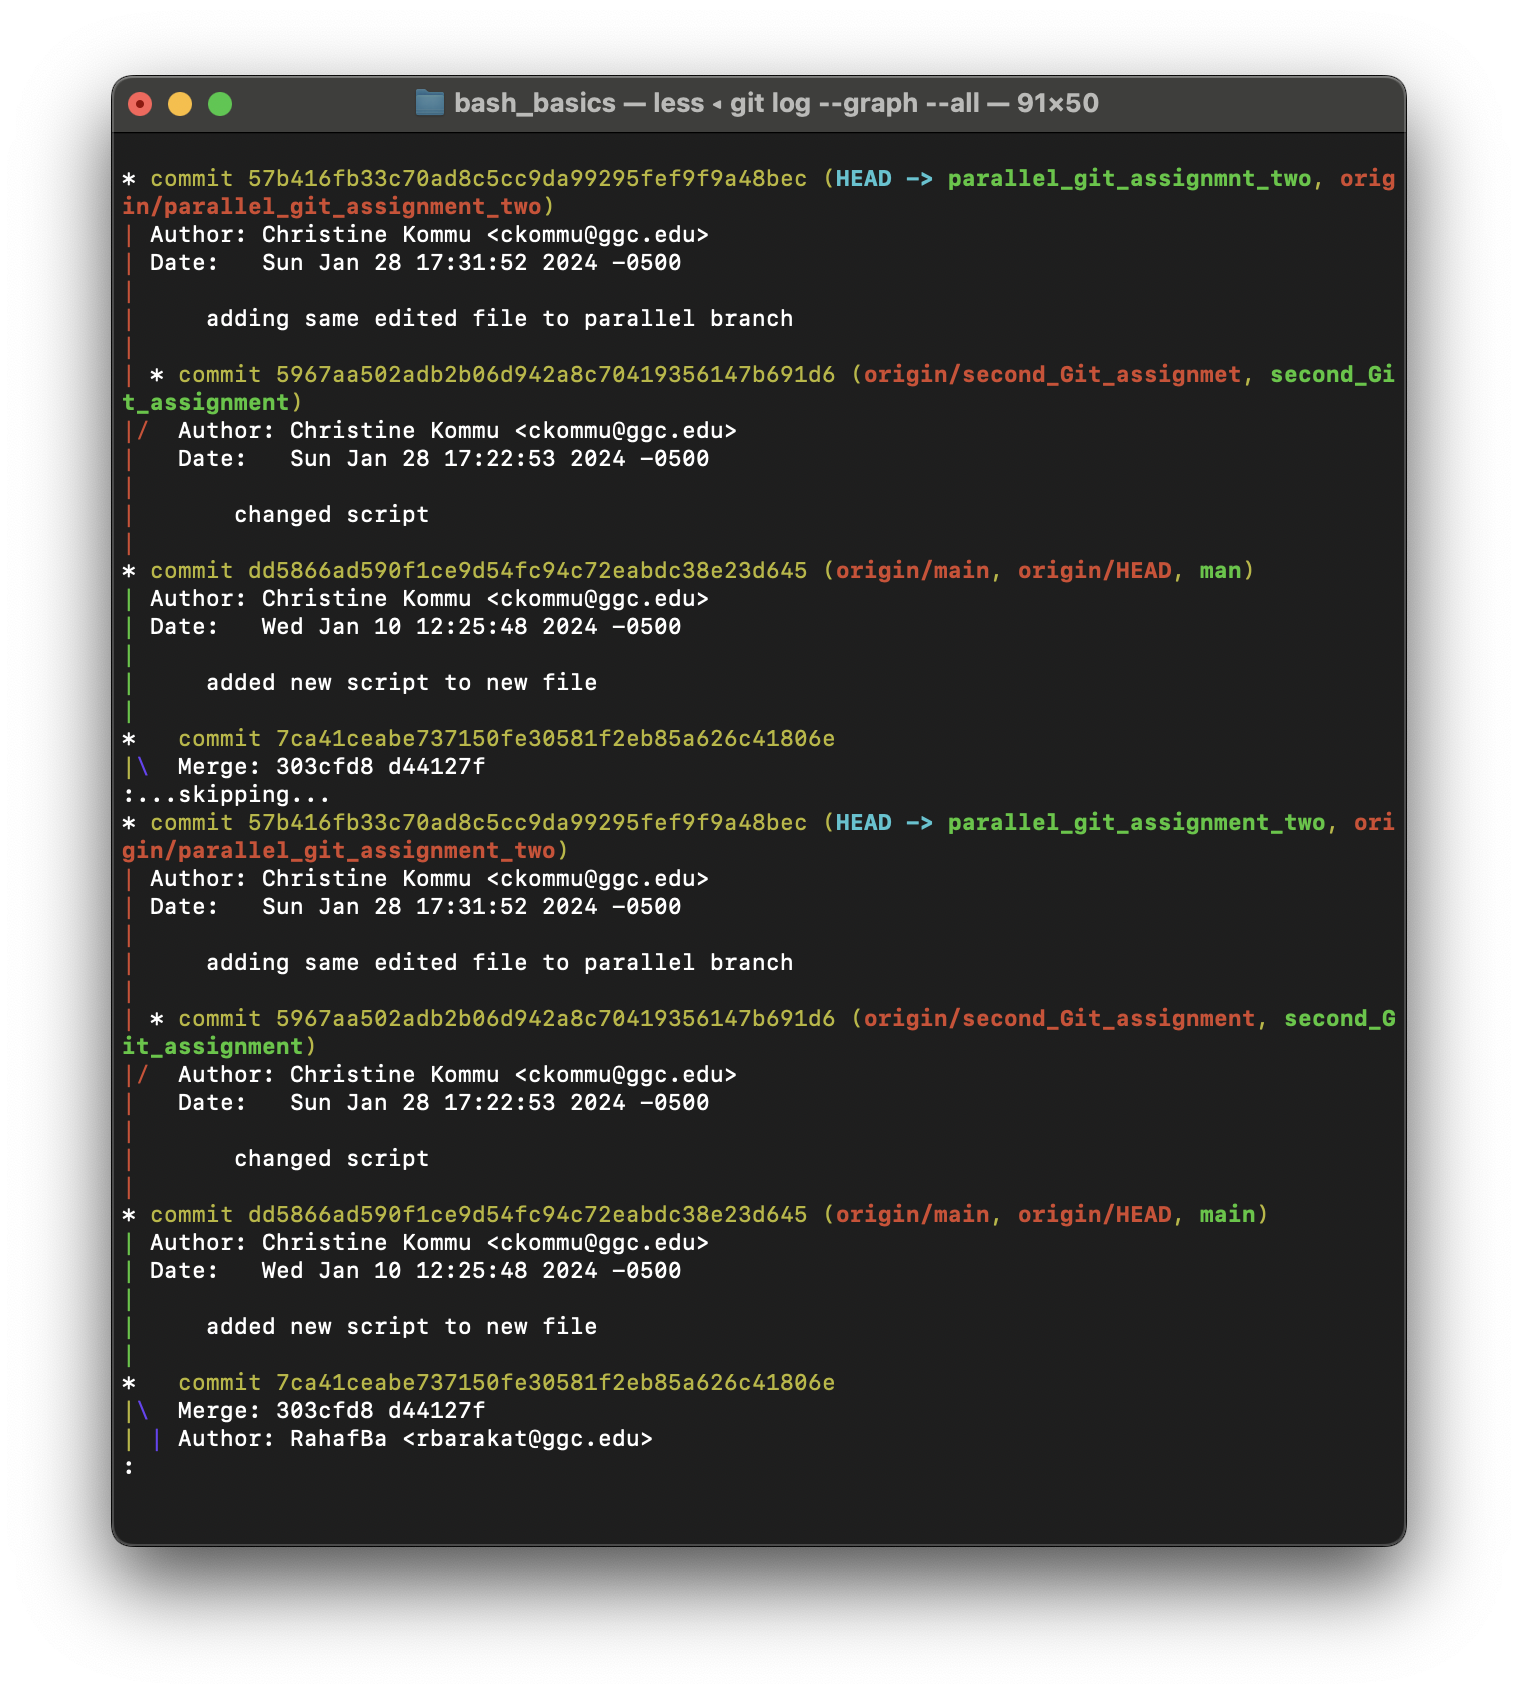 bash_basics — less ◂ git log --graph --all — 91×50
* commit 57b416fb33c70ad8c5cc9da99295fef9f9a48bec (HEAD -> parallel_git_assignmnt_two, orig
in/parallel_git_assignment_two)
| Author: Christine Kommu <ckommu@ggc.edu>
| Date:   Sun Jan 28 17:31:52 2024 -0500
|
|     adding same edited file to parallel branch
|
| * commit 5967aa502adb2b06d942a8c70419356147b691d6 (origin/second_Git_assignmet, second_Gi
t_assignment)
|/  Author: Christine Kommu <ckommu@ggc.edu>
|   Date:   Sun Jan 28 17:22:53 2024 -0500
|
|       changed script
|
* commit dd5866ad590f1ce9d54fc94c72eabdc38e23d645 (origin/main, origin/HEAD, man)
| Author: Christine Kommu <ckommu@ggc.edu>
| Date:   Wed Jan 10 12:25:48 2024 -0500
|
|     added new script to new file
|
*   commit 7ca41ceabe737150fe30581f2eb85a626c41806e
|\  Merge: 303cfd8 d44127f
:...skipping...
* commit 57b416fb33c70ad8c5cc9da99295fef9f9a48bec (HEAD -> parallel_git_assignment_two, ori
gin/parallel_git_assignment_two)
| Author: Christine Kommu <ckommu@ggc.edu>
| Date:   Sun Jan 28 17:31:52 2024 -0500
|
|     adding same edited file to parallel branch
|
| * commit 5967aa502adb2b06d942a8c70419356147b691d6 (origin/second_Git_assignment, second_G
it_assignment)
|/  Author: Christine Kommu <ckommu@ggc.edu>
|   Date:   Sun Jan 28 17:22:53 2024 -0500
|
|       changed script
|
* commit dd5866ad590f1ce9d54fc94c72eabdc38e23d645 (origin/main, origin/HEAD, main)
| Author: Christine Kommu <ckommu@ggc.edu>
| Date:   Wed Jan 10 12:25:48 2024 -0500
|
|     added new script to new file
|
*   commit 7ca41ceabe737150fe30581f2eb85a626c41806e
|\  Merge: 303cfd8 d44127f
| | Author: RahafBa <rbarakat@ggc.edu>
: